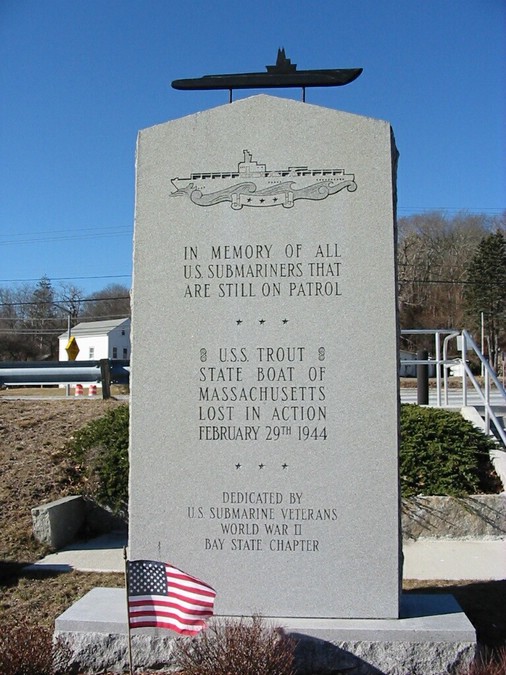 IN MEMORY OF ALL
U.S. SUBMARINERS THAT
ARE STILL ON PATROL
U.S.S. TROUT
STATE BOAT OF
MASSACHUSETTS
LOST IN ACTION
FEBRUARY 29TH 1944
DEDICATED BY
U.S. SUBMARINE VETERANS
WORLD WAR II
BAY STATE CHAPTER